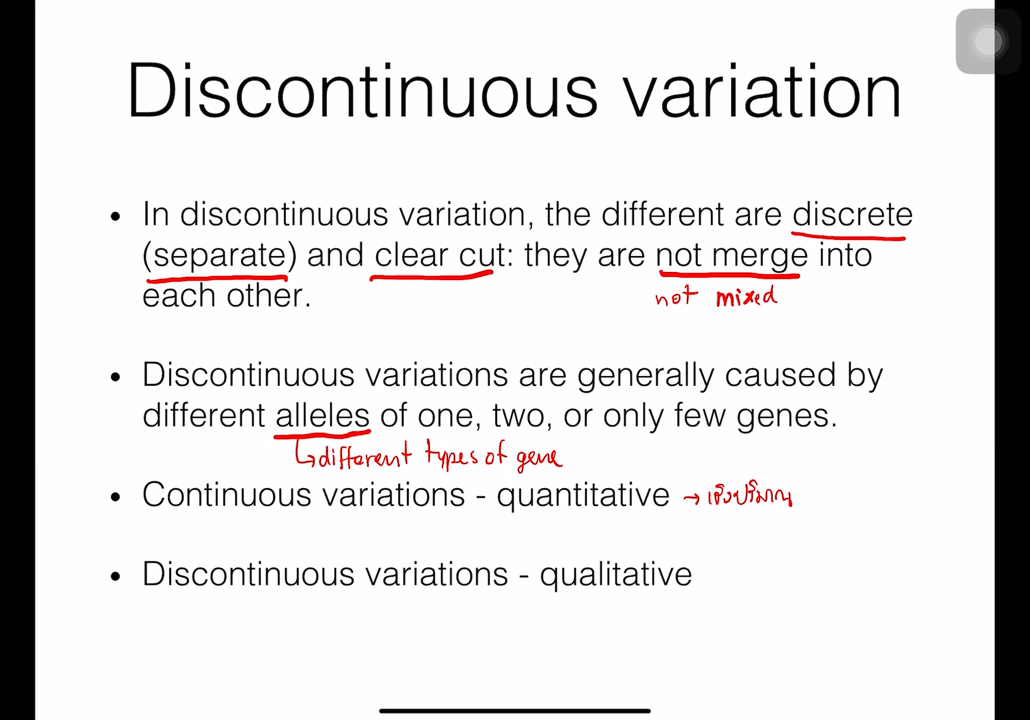 Discontinuous variation
• In discontinuous variation, the different are discrete
(separate) and clear cut: they are not merge into
each other.
not mixed
• Discontinuous variations are generally caused by
different alleles of one, two, or only few genes.
↳different types of gene
• Continuous variations - quantitative → เชิงปริมาณ
• Discontinuous variations - qualitative